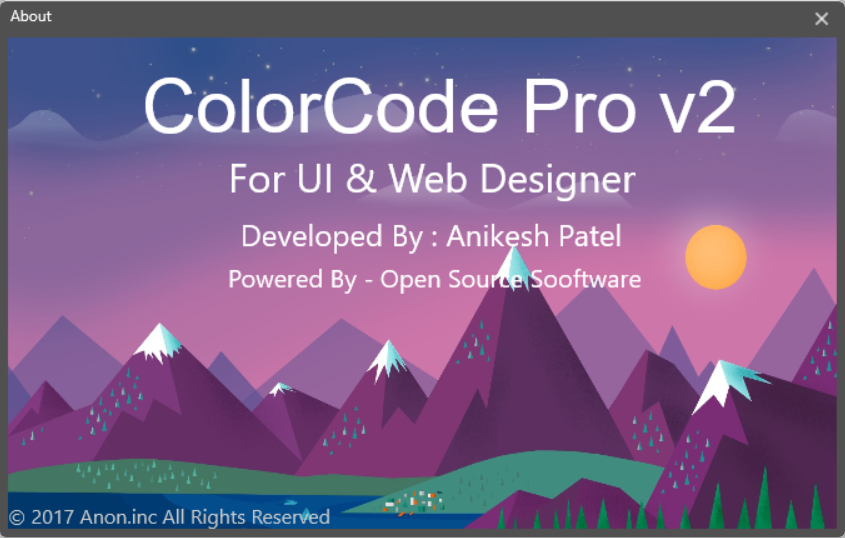 About
ColorCode Pro v2
For UI & Web Designer
Developed By : Anikesh Patel
Powered By - Open Source Sooftware
© 2017 Anon.inc All Rights Reserved